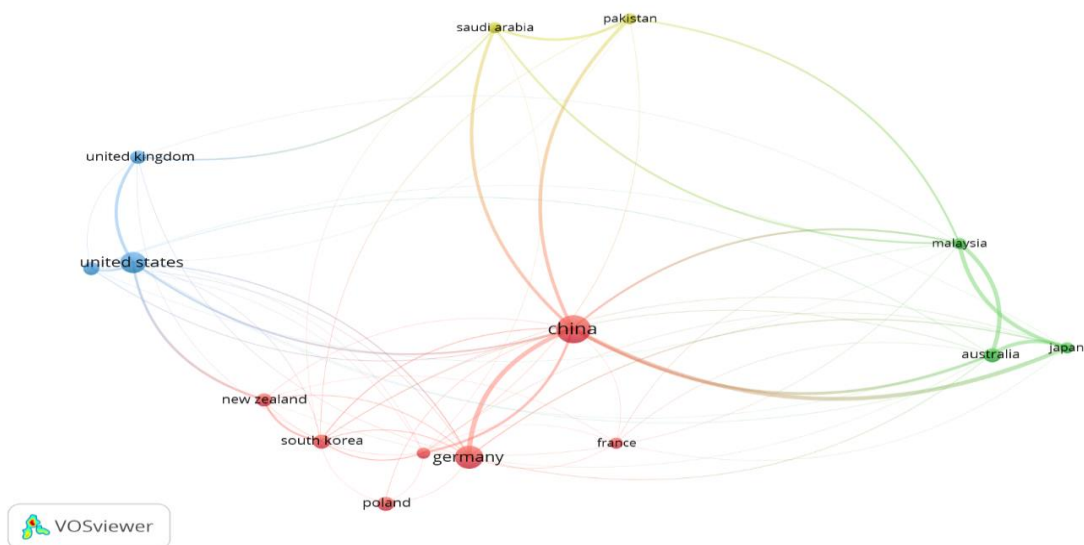 pakistan
saudi arabia
united kingdom
malaysia
united states
china
japan
australia
new zealand
south korea
france
germany
poland
VOSviewer